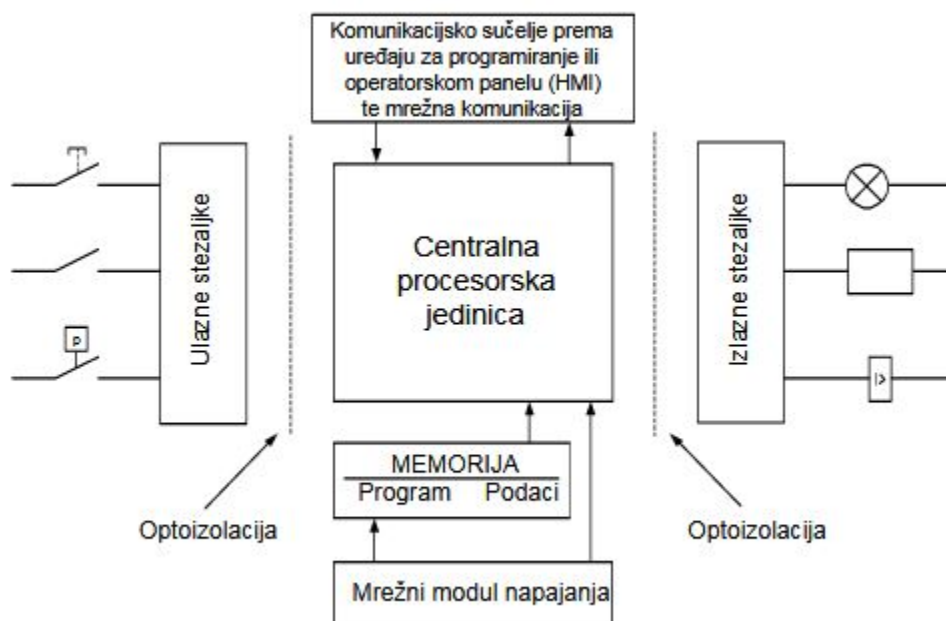 Komunikacijsko sučelje prema
uređaju za programiranje ili
operatorskom panelu (HMI)
te mrežna komunikacija
Ulazne stezaljke
Centralna
procesorska
jedinica
Izlazne stezaljke
p
MEMORIJA
Program Podaci
Optoizolacija
Optoizolacija
Mrežni modul napajanja